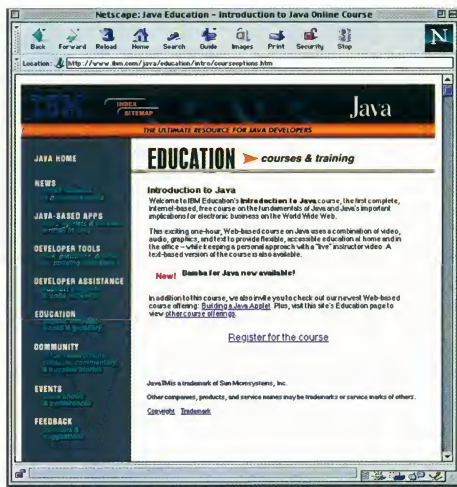 Netscape: Java Education - Introduction to Java Online Course
Back Forward Reload Home Search Guide Images Print Security Stop
N
Location: http://www.ibm.com/java/education/intro/courseoptions.htm
IBM
INDEX
SITEMAP
Java
THE ULTIMATE RESOURCE FOR JAVA DEVELOPERS
JAVA HOME
NEWS
JAVA-BASED APPS
DEVELOPER TOOLS
DEVELOPER ASSISTANCE
EDUCATION
COMMUNITY
EVENTS
FEEDBACK
EDUCATION courses & training
Introduction to Java
Welcome to IBM Education's Introduction to Java course, the first complete,
Internet-based, free course on the fundamentals of Java and Java's important
implications for electronic business on the World Wide Web.
This exciting one-hour, Web-based course on Java uses a combination of video,
audio, graphics, and text to provide flexible, accessible education at home and in
the office -- while keeping a personal approach with a "live" instructor video. A
text-based version of the course is also available.
New! Bamba for Java now available!
In addition to this course, we also invite you to check out our newest Web-based
course offering: Building a Java Applet. Plus, visit this site's Education page to
view other course offerings.
Register for the course
JavaTM is a trademark of Sun Microsystems, Inc.
Other companies, products, and service names may be trademarks or service marks of others.
Copyright Trademark